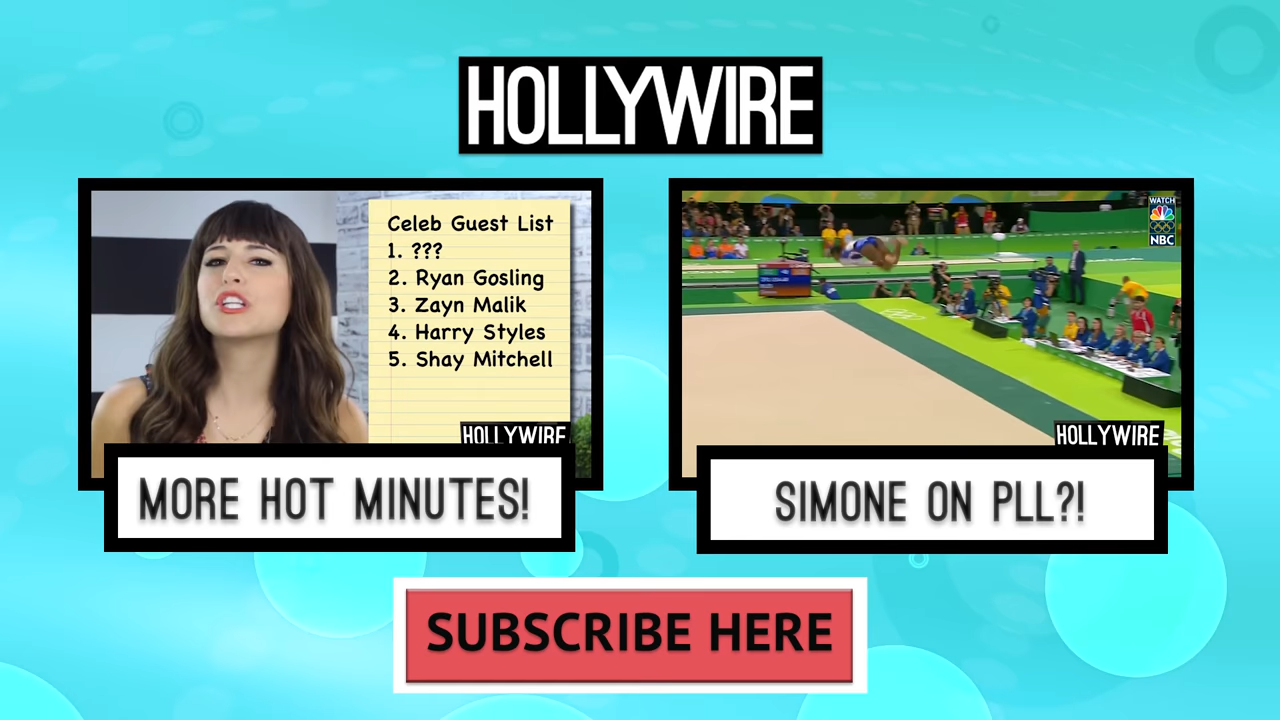 HOLLYWIRE
Celeb Guest List
1. ???
2. Ryan Gosling
3. Zayn Malik
4. Harry Styles
5. Shay Mitchell
HOLLYWIRE
MORE HOT MINUTES!
WATCH
NBC
HOLLYWIRE
SIMONE ON PLL?!
SUBSCRIBE HERE